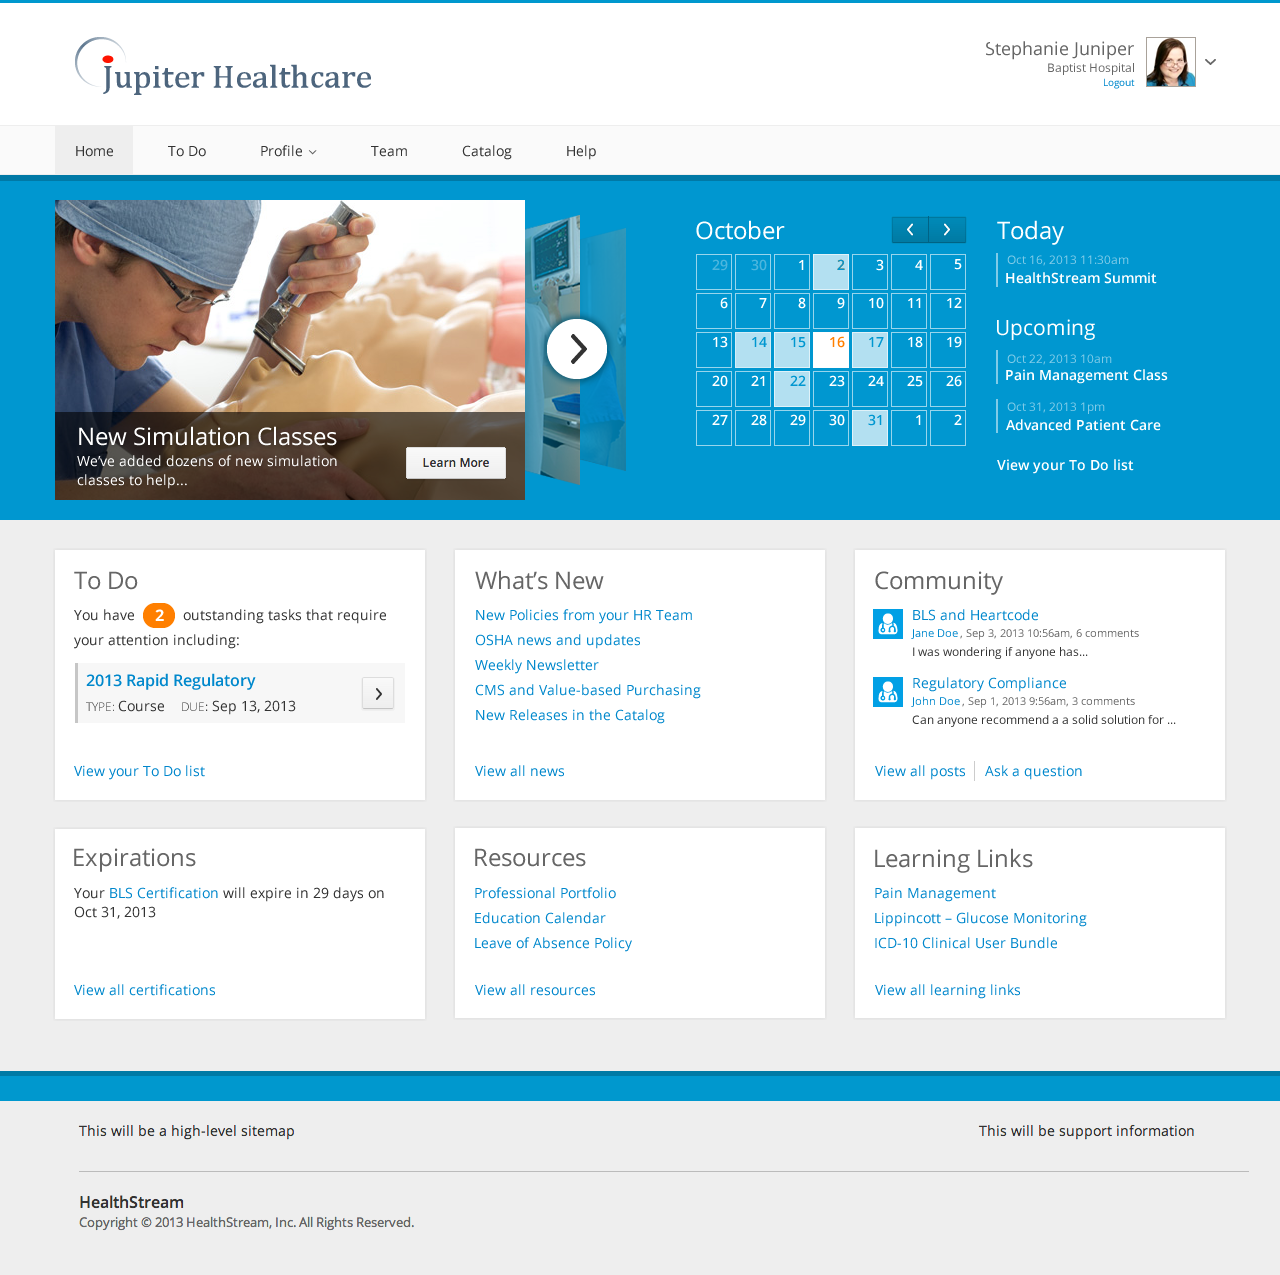 Jupiter Healthcare
Stephanie Juniper
Baptist Hospital
Logout
Home To Do Profile Team Catalog Help
New Simulation Classes
We've added dozens of new simulation
classes to help...
Learn More
October
29 30 1 2 3 4 5
6 7 8 9 10 11 12
13 14 15 16 17 18 19
20 21 22 23 24 25 26
27 28 29 30 31 1 2
Today
Oct 16, 2013 11:30am
HealthStream Summit
Upcoming
Oct 22, 2013 10am
Pain Management Class
Oct 31, 2013 1pm
Advanced Patient Care
View your To Do list
To Do
You have 2 outstanding tasks that require
your attention including:
2013 Rapid Regulatory
TYPE: Course DUE: Sep 13, 2013
View your To Do list
What's New
New Policies from your HR Team
OSHA news and updates
Weekly Newsletter
CMS and Value-based Purchasing
New Releases in the Catalog
View all news
Community
BLS and Heartcode
Jane Doe, Sep 3, 2013 10:56am, 6 comments
I was wondering if anyone has...
Regulatory Compliance
John Doe, Sep 1, 2013 9:56am, 3 comments
Can anyone recommend a a solid solution for ...
View all posts Ask a question
Expirations
Your BLS Certification will expire in 29 days on
Oct 31, 2013
View all certifications
Resources
Professional Portfolio
Education Calendar
Leave of Absence Policy
View all resources
Learning Links
Pain Management
Lippincott – Glucose Monitoring
ICD-10 Clinical User Bundle
View all learning links
This will be a high-level sitemap
This will be support information
HealthStream
Copyright © 2013 HealthStream, Inc. All Rights Reserved.